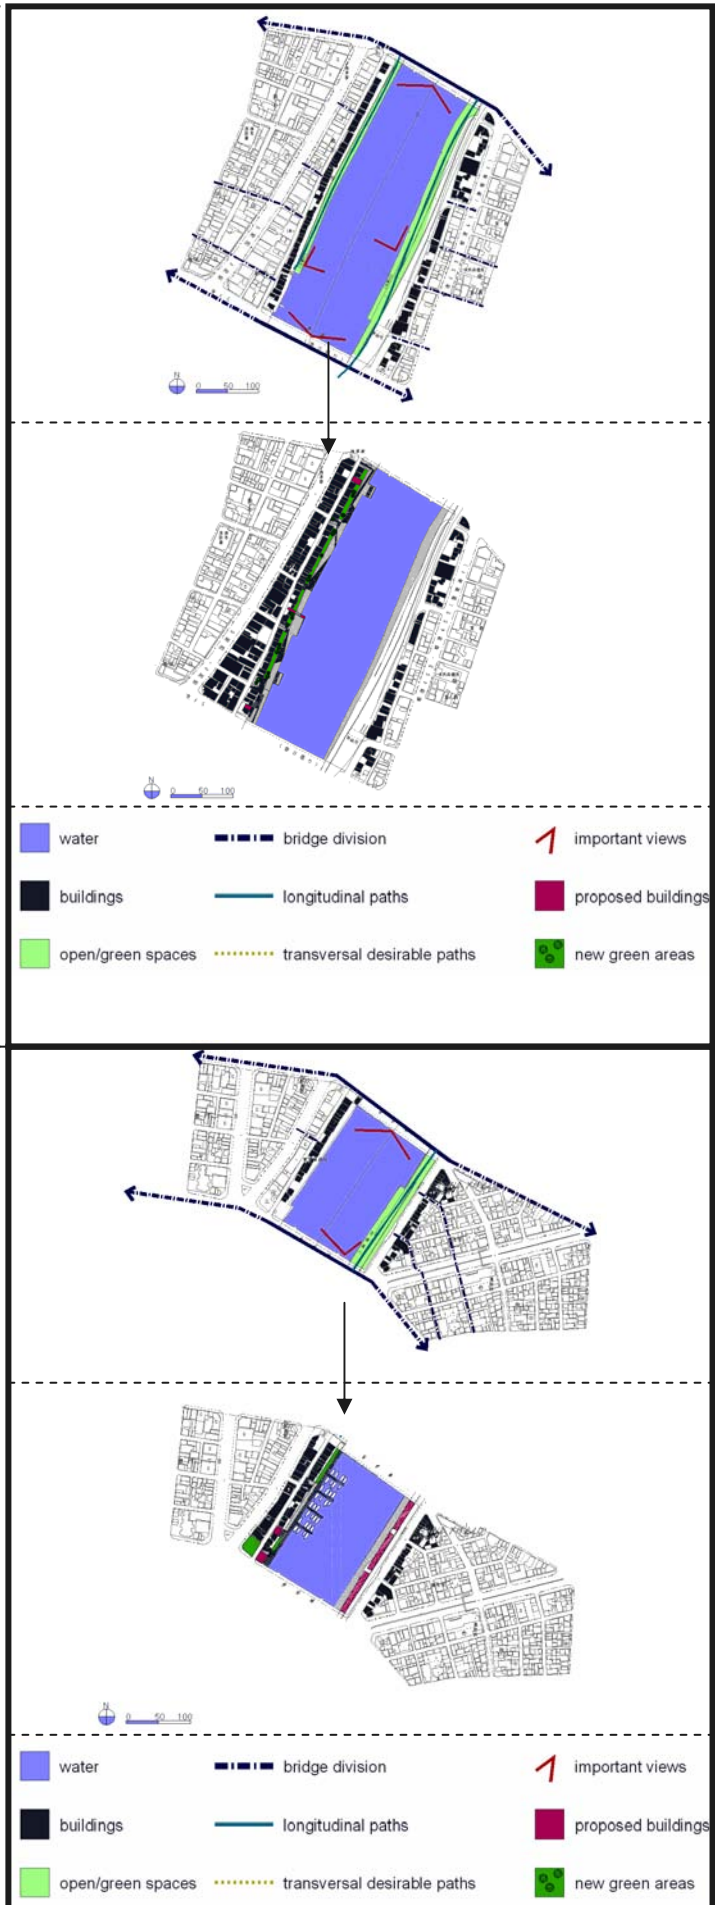 N
0 50 100
N
0 50 100
water bridge division important views
buildings longitudinal paths proposed buildings
open/green spaces transversal desirable paths new green areas
N
0 50 100
water bridge division important views
buildings longitudinal paths proposed buildings
open/green spaces transversal desirable paths new green areas